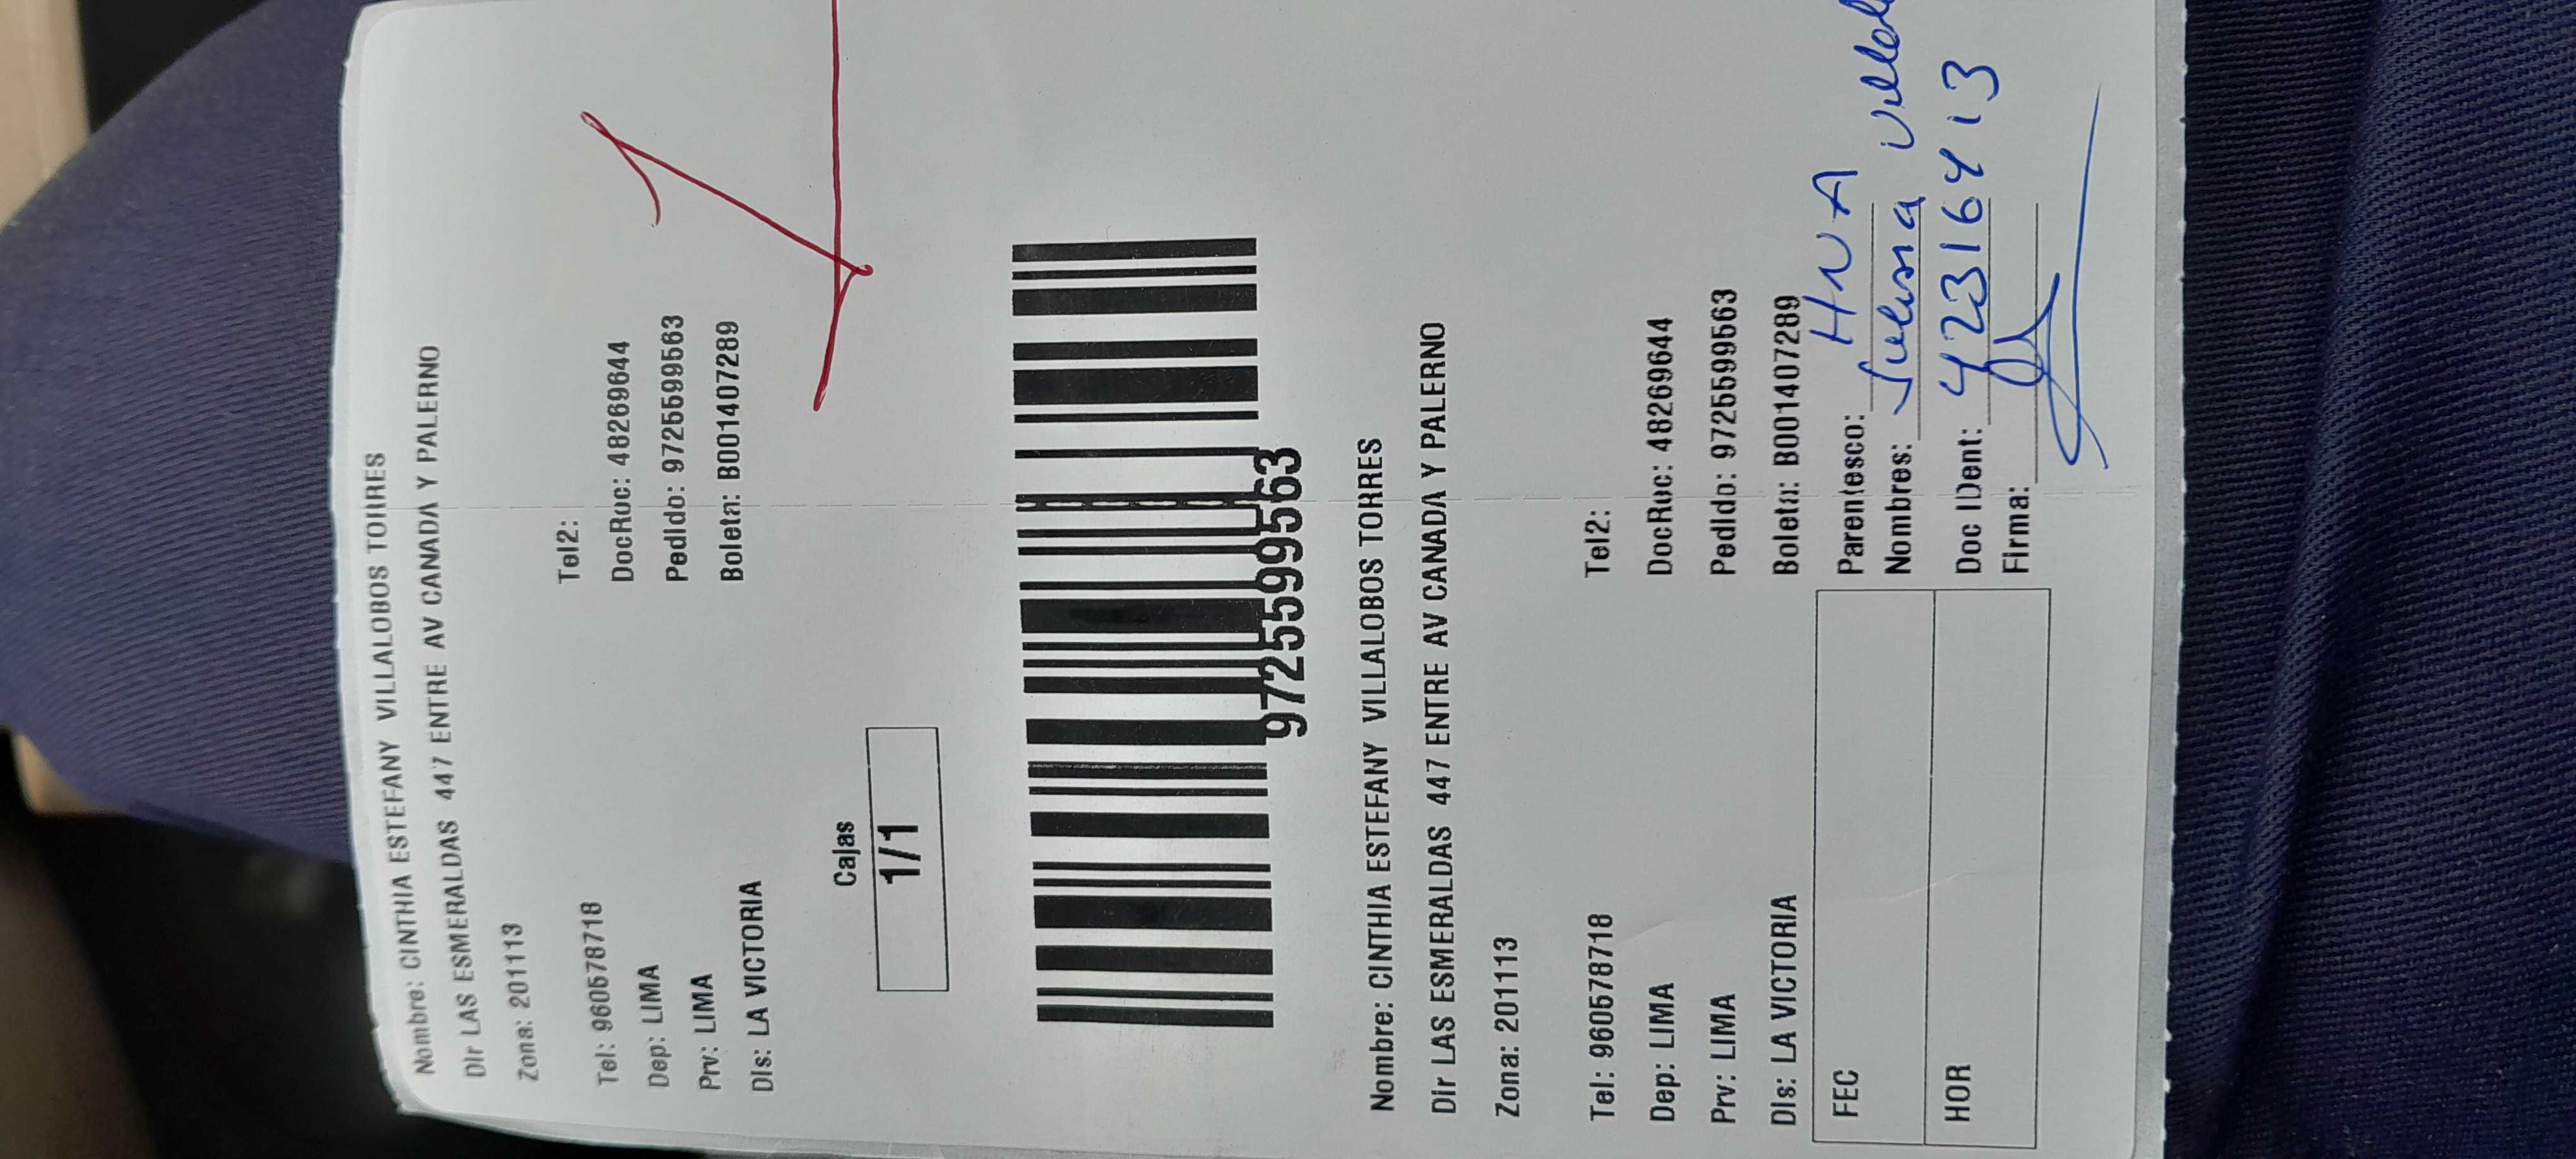 Nombre: CINTHIA ESTEFANY VILLALOBOS TORRES
Dir LAS ESMERALDAS 447 ENTRE AV CANADA Y PALERNO
Zona: 201113
Tel: 960578718 Tel2:
Dep: LIMA DocRuc: 48269644
Prv: LIMA Pedido: 9725599563
Dis: LA VICTORIA Boleta: B001407289
Cajas
1/1
9725599563
Nombre: CINTHIA ESTEFANY VILLALOBOS TORRES
Dir LAS ESMERALDAS 447 ENTRE AV CANADA Y PALERNO
Zona: 201113
Tel: 960578718 Tel2:
Dep: LIMA DocRuc: 48269644
Prv: LIMA Pedido: 9725599563
Dis: LA VICTORIA Boleta: B001407289
FEC Parentesco: HNA
Nombres:
HOR Doc IDent: 42316413
Firma: